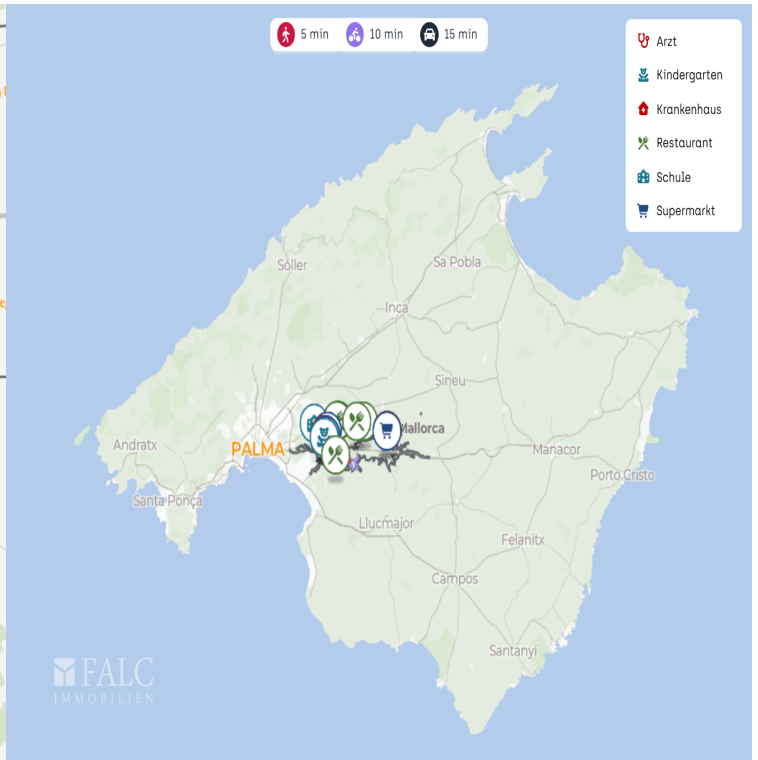 5 min
10 min
15 min
Arzt
Kindergarten
Krankenhaus
Restaurant
Schule
Supermarkt
Sóller
Sa Pobla
Inca
Sineu
Mallorca
Andratx
PALMA
Manacor
Porto Cristo
Santa Ponça
Llucmajor
Felanitx
Campos
Santanyí
FALC
IMMOBILIEN